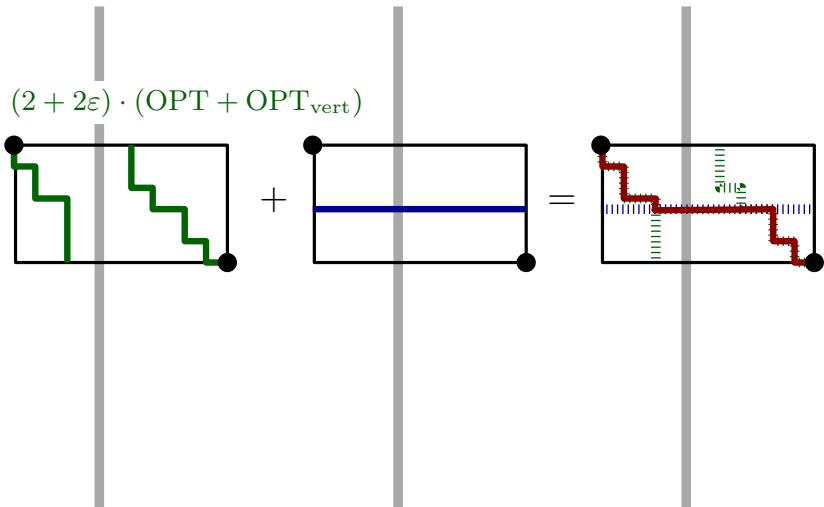 (2 + 2ε) · (OPT + OPT_vert)
+ =